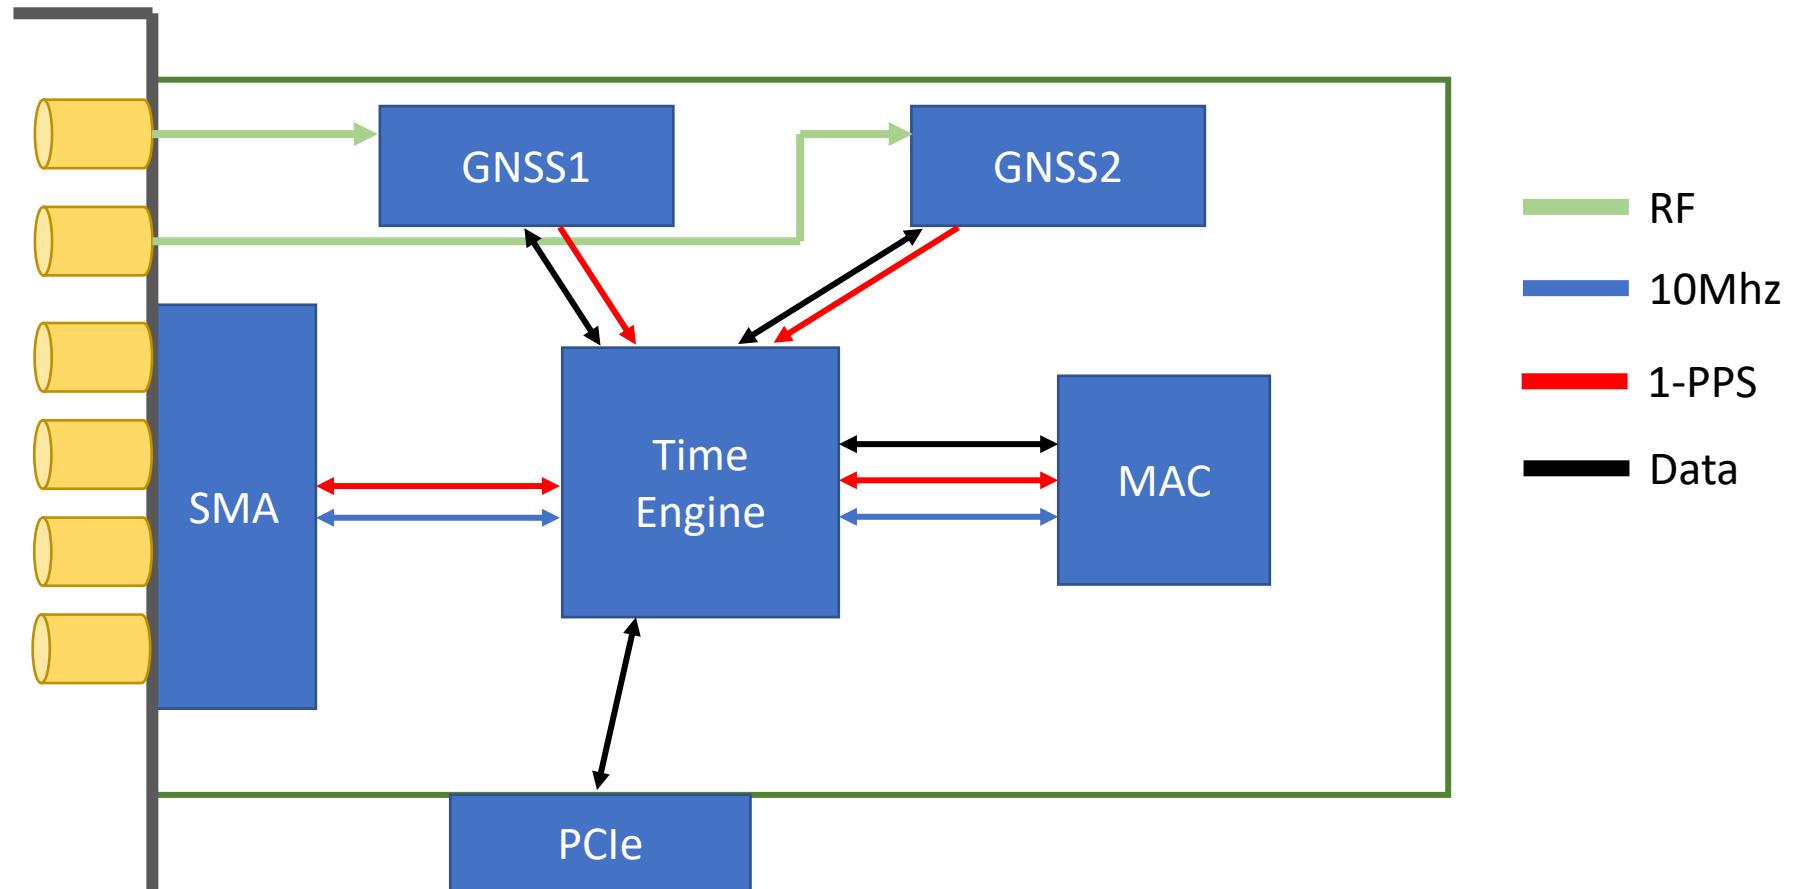 GNSS1
GNSS2
RF
10Mhz
1-PPS
Data
Time
Engine
MAC
SMA
PCIe